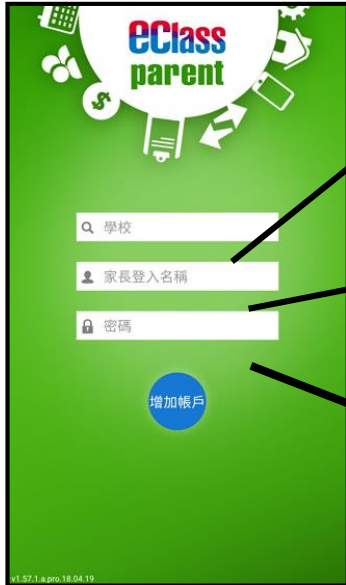 eClass
parent
學校
家長登入名稱
密碼
增加帳戶
v1.57.1.a.pro.18.04.19